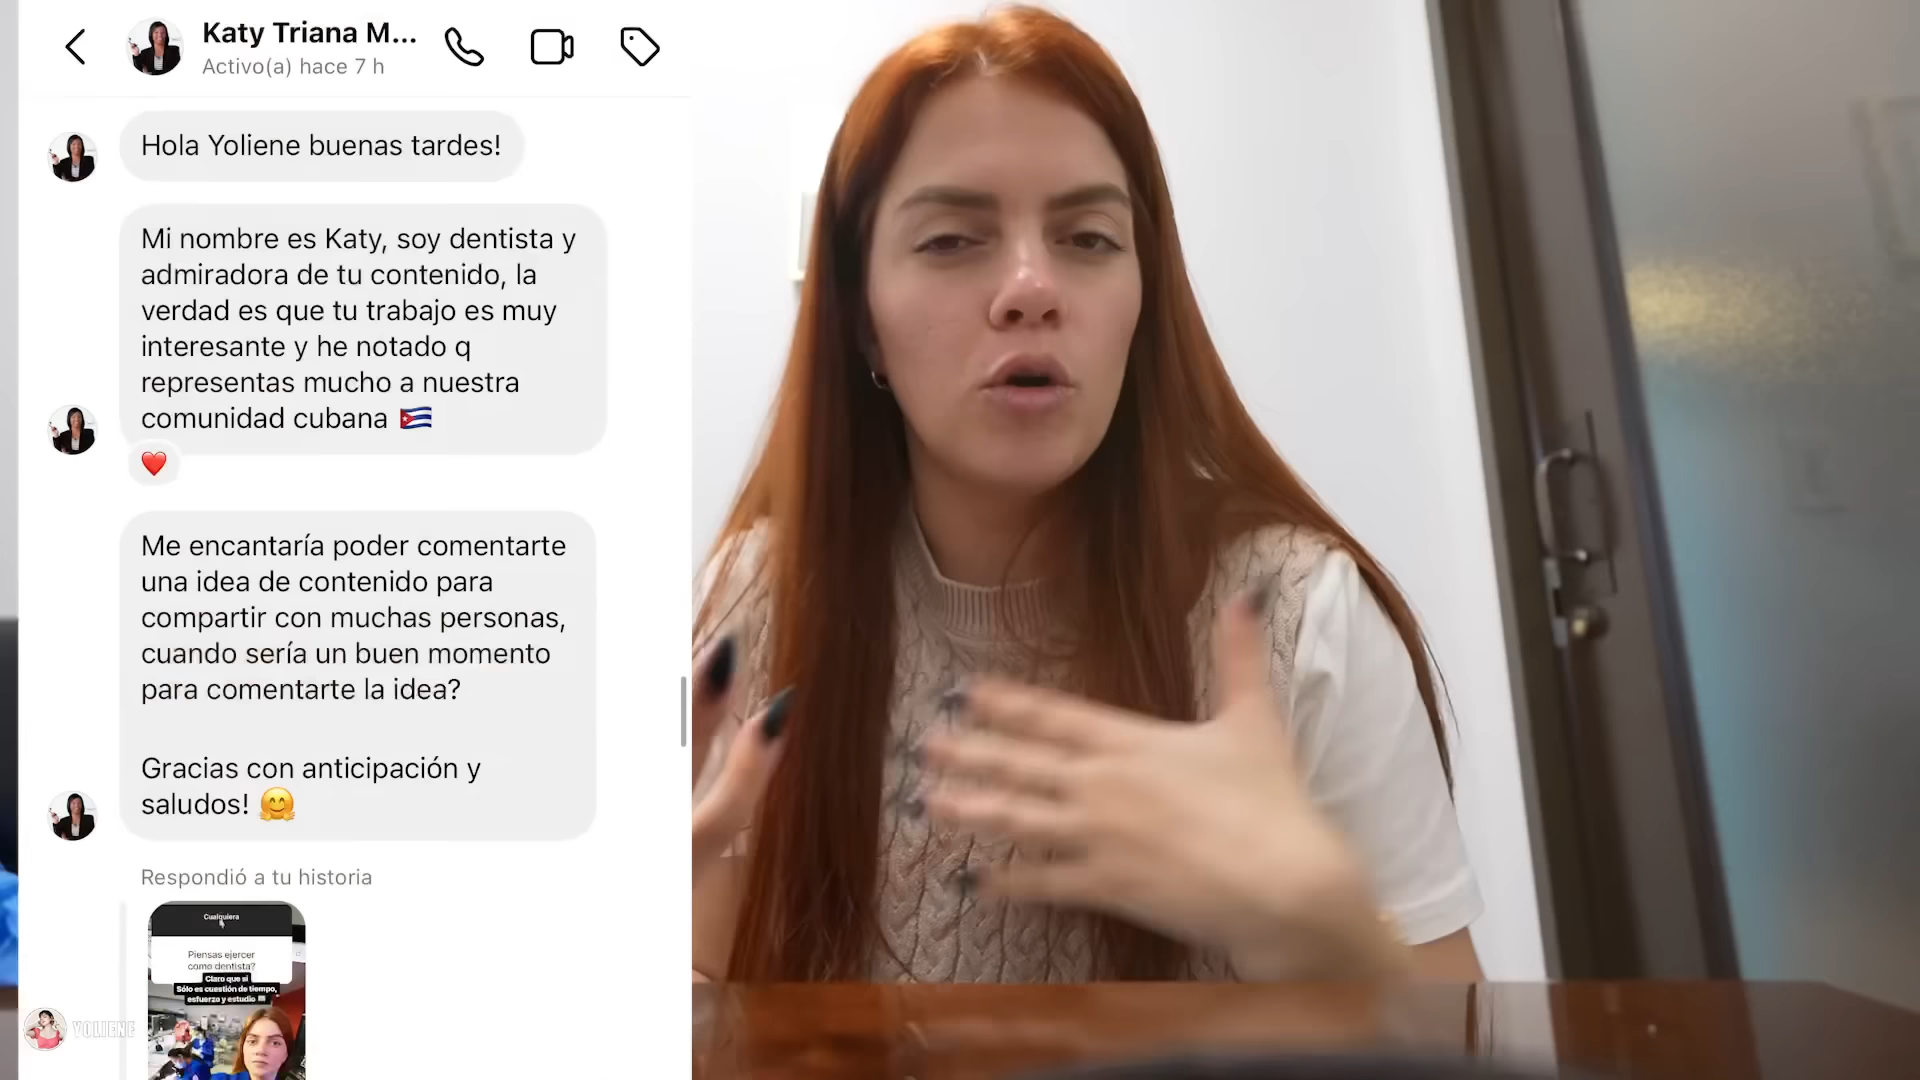 Katy Triana M...
Activo(a) hace 7 h
Hola Yoliene buenas tardes!
Mi nombre es Katy, soy dentista y
admiradora de tu contenido, la
verdad es que tu trabajo es muy
interesante y he notado q
representas mucho a nuestra
comunidad cubana 🇨🇺
❤️
Me encantaría poder comentarte
una idea de contenido para
compartir con muchas personas,
cuando sería un buen momento
para comentarte la idea?
Gracias con anticipación y
saludos! 🤗
Respondió a tu historia
Cualquiera
Piensas ejercer
como dentista?
Claro que si
Sólo es cuestión de tiempo,
esfuerzo y estudio
YOLIENE